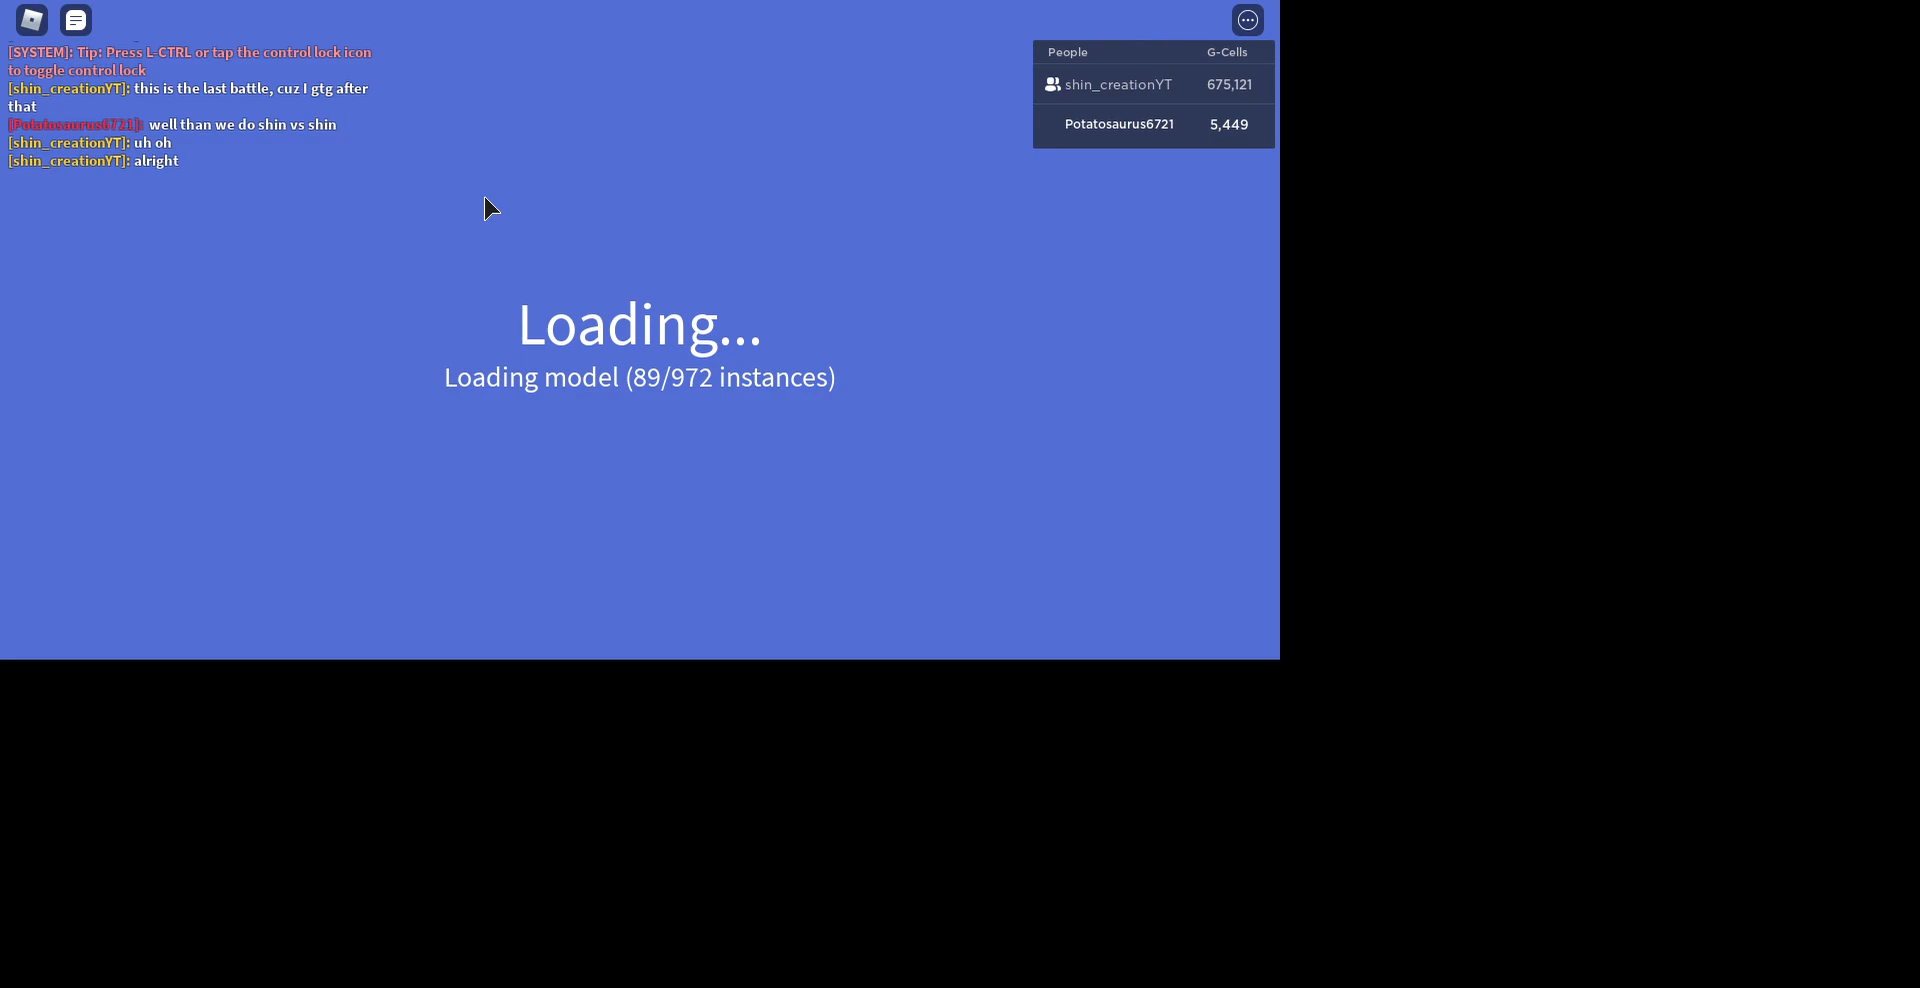 [SYSTEM]: Tip: Press L-CTRL or tap the control lock icon
to toggle control lock
[shin_creationYT]: this is the last battle, cuz I gtg after
that
[Potatosaurus6721]: well than we do shin vs shin
[shin_creationYT]: uh oh
[shin_creationYT]: alright
People G-Cells
shin_creationYT 675,121
Potatosaurus6721 5,449
Loading...
Loading model (89/972 instances)